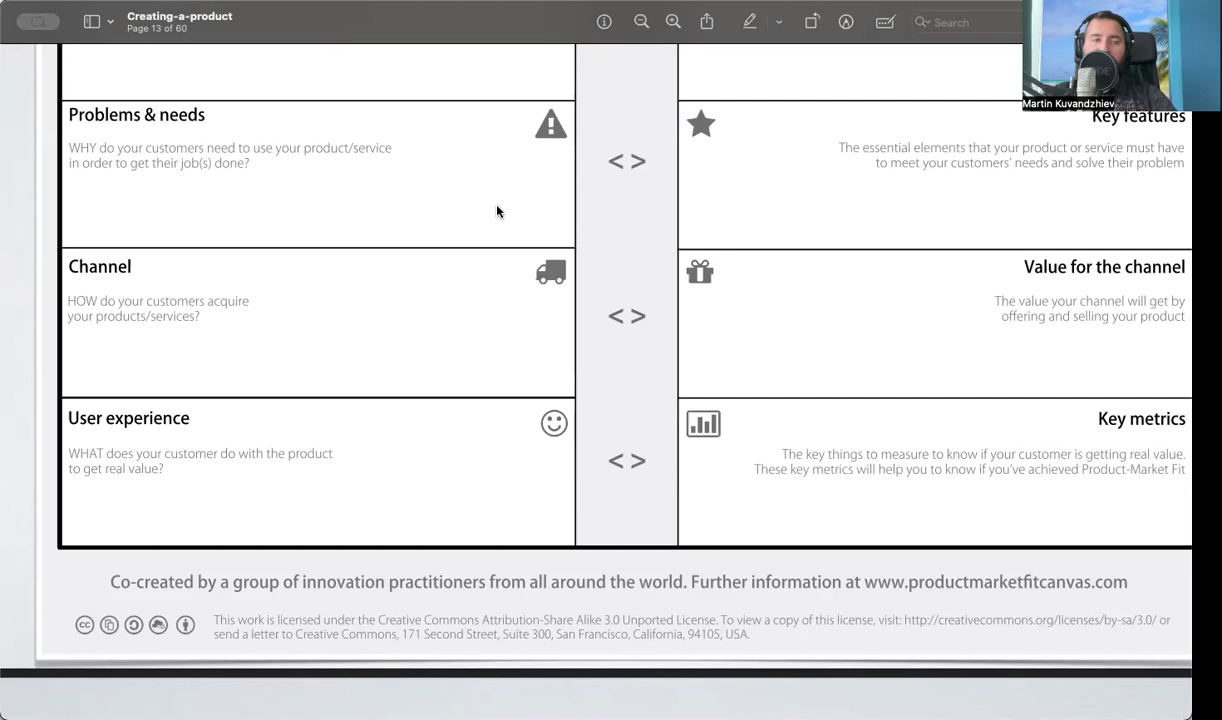 Creating-a-product
Page 13 of 60
Search
Martin Kuvandzhiev
Problems & needs
WHY do your customers need to use your product/service
in order to get their job(s) done?
< >
Key features
The essential elements that your product or service must have
to meet your customers' needs and solve their problem
Channel
HOW do your customers acquire
your products/services?
< >
Value for the channel
The value your channel will get by
offering and selling your product
User experience
WHAT does your customer do with the product
to get real value?
< >
Key metrics
The key things to measure to know if your customer is getting real value.
These key metrics will help you to know if you've achieved Product-Market Fit
Co-created by a group of innovation practitioners from all around the world. Further information at www.productmarketfitcanvas.com
cc
This work is licensed under the Creative Commons Attribution-Share Alike 3.0 Unported License. To view a copy of this license, visit: http://creativecommons.org/licenses/by-sa/3.0/ or
send a letter to Creative Commons, 171 Second Street, Suite 300, San Francisco, California, 94105, USA.